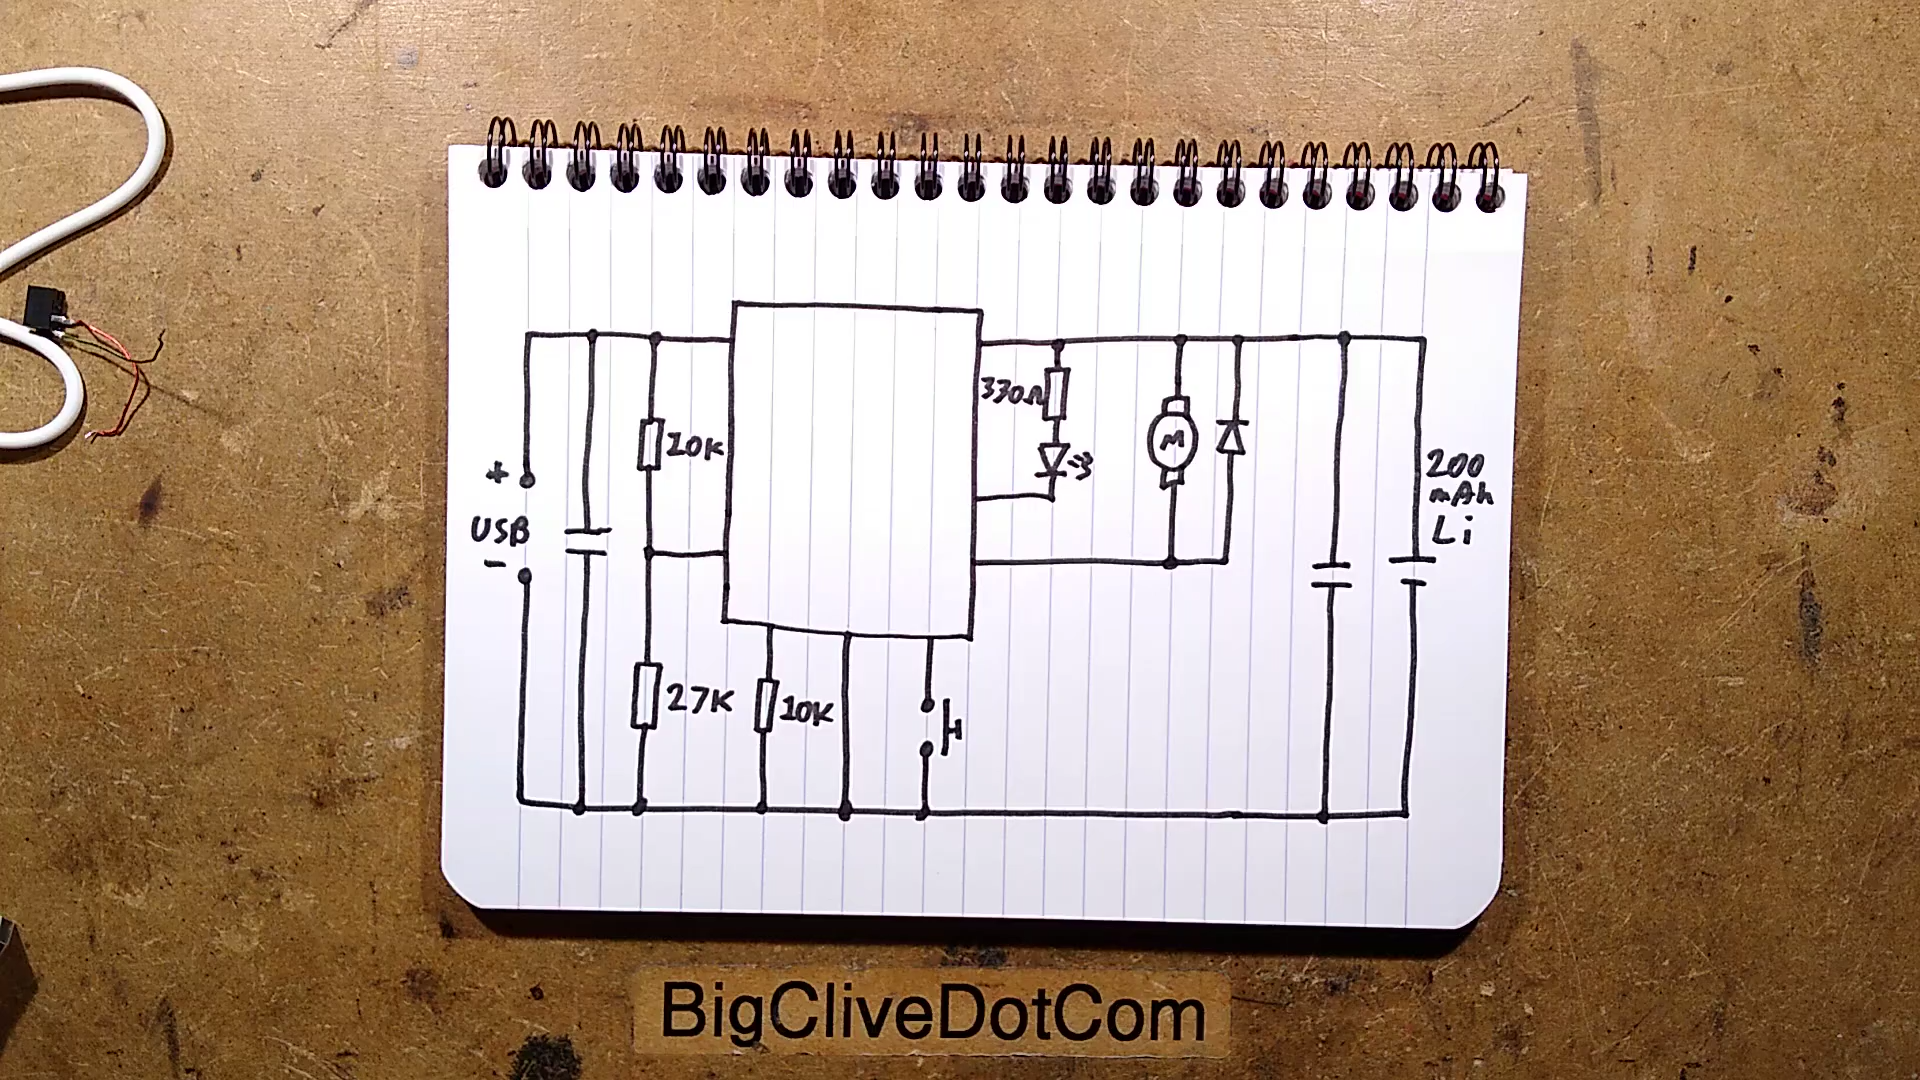 330Ω
10K
M
+
USB
-
200
mAh
Li
27K
10K
BigCliveDotCom